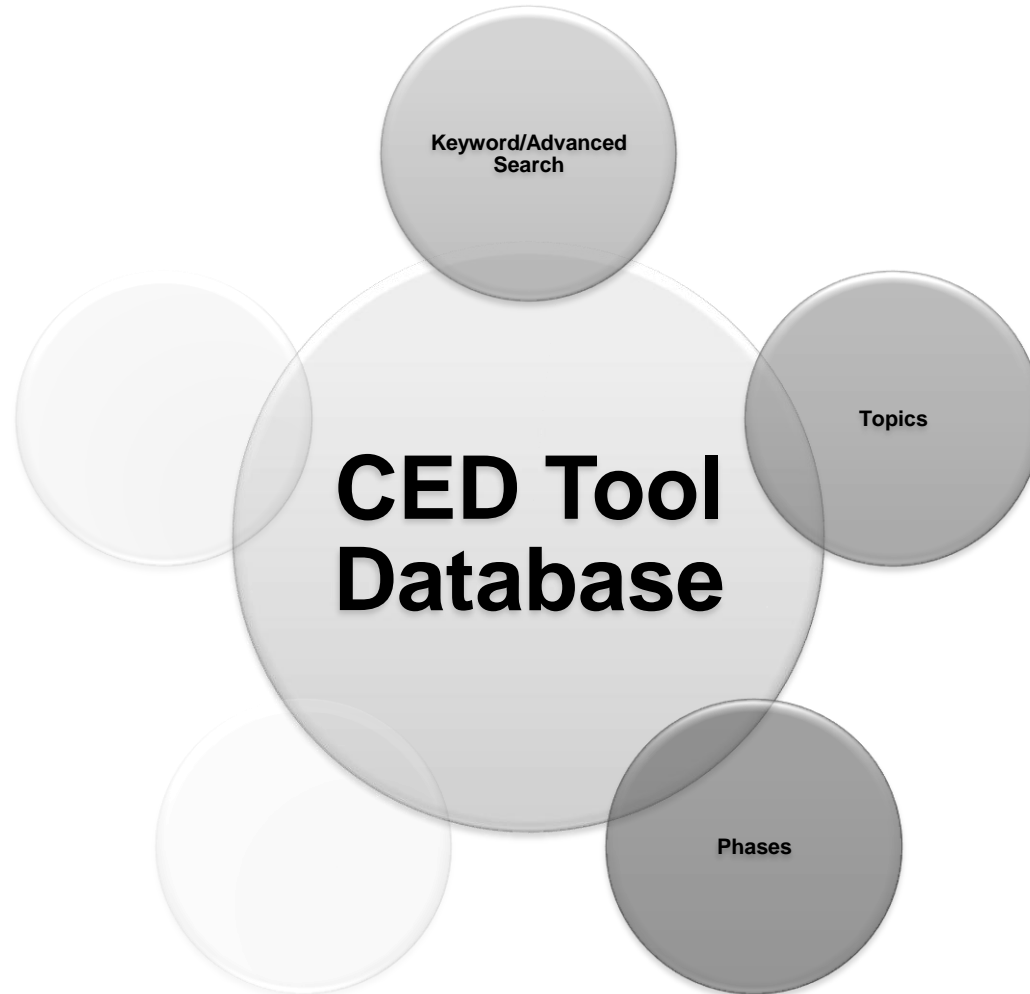 Keyword/Advanced
Search
Topics
CED Tool
Database
Phases